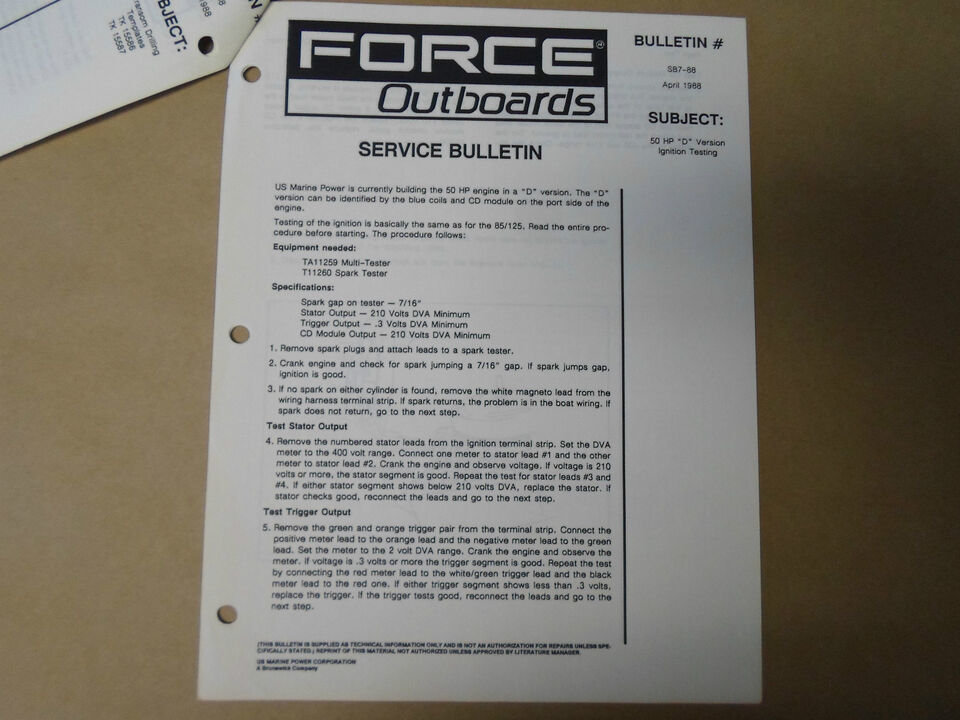 1988
N #
SUBJECT:
ransom Drilling
Templates
TK 15586
TK 15587
FORCE®
Outboards
SERVICE BULLETIN
BULLETIN #
SB7-88
April 1988
SUBJECT:
50 HP "D" Version
Ignition Testing
US Marine Power is currently building the 50 HP engine in a "D" version. The "D"
version can be identified by the blue coils and CD module on the port side of the
engine.
Testing of the ignition is basically the same as for the 85/125. Read the entire pro-
cedure before starting. The procedure follows:
Equipment needed:
TA11259 Multi-Tester
T11260 Spark Tester
Specifications:
Spark gap on tester — 7/16"
Stator Output — 210 Volts DVA Minimum
Trigger Output — .3 Volts DVA Minimum
CD Module Output — 210 Volts DVA Minimum
1. Remove spark plugs and attach leads to a spark tester.
2. Crank engine and check for spark jumping a 7/16" gap. If spark jumps gap,
ignition is good.
3. If no spark on either cylinder is found, remove the white magneto lead from the
wiring harness terminal strip. If spark returns, the problem is in the boat wiring. If
spark does not return, go to the next step.
Test Stator Output
4. Remove the numbered stator leads from the ignition terminal strip. Set the DVA
meter to the 400 volt range. Connect one meter to stator lead #1 and the other
meter to stator lead #2. Crank the engine and observe voltage. If voltage is 210
volts or more, the stator segment is good. Repeat the test for stator leads #3 and
#4. If either stator segment shows below 210 volts DVA, replace the stator. If
stator checks good, reconnect the leads and go to the next step.
Test Trigger Output
5. Remove the green and orange trigger pair from the terminal strip. Connect the
positive meter lead to the orange lead and the negative meter lead to the green
lead. Set the meter to the 2 volt DVA range. Crank the engine and observe the
meter. If voltage is .3 volts or more the trigger segment is good. Repeat the test
by connecting the red meter lead to the white/green trigger lead and the black
meter lead to the red one. If either trigger segment shows less than .3 volts,
replace the trigger. If the trigger tests good, reconnect the leads and go to the
next step.
(THIS BULLETIN IS SUPPLIED AS TECHNICAL INFORMATION ONLY AND IS NOT AN AUTHORIZATION FOR REPAIRS UNLESS SPE-
CIFICALLY STATED.) REPRINT OF THIS MATERIAL NOT AUTHORIZED UNLESS APPROVED BY LITERATURE MANAGER.
US MARINE POWER CORPORATION
A Brunswick Company